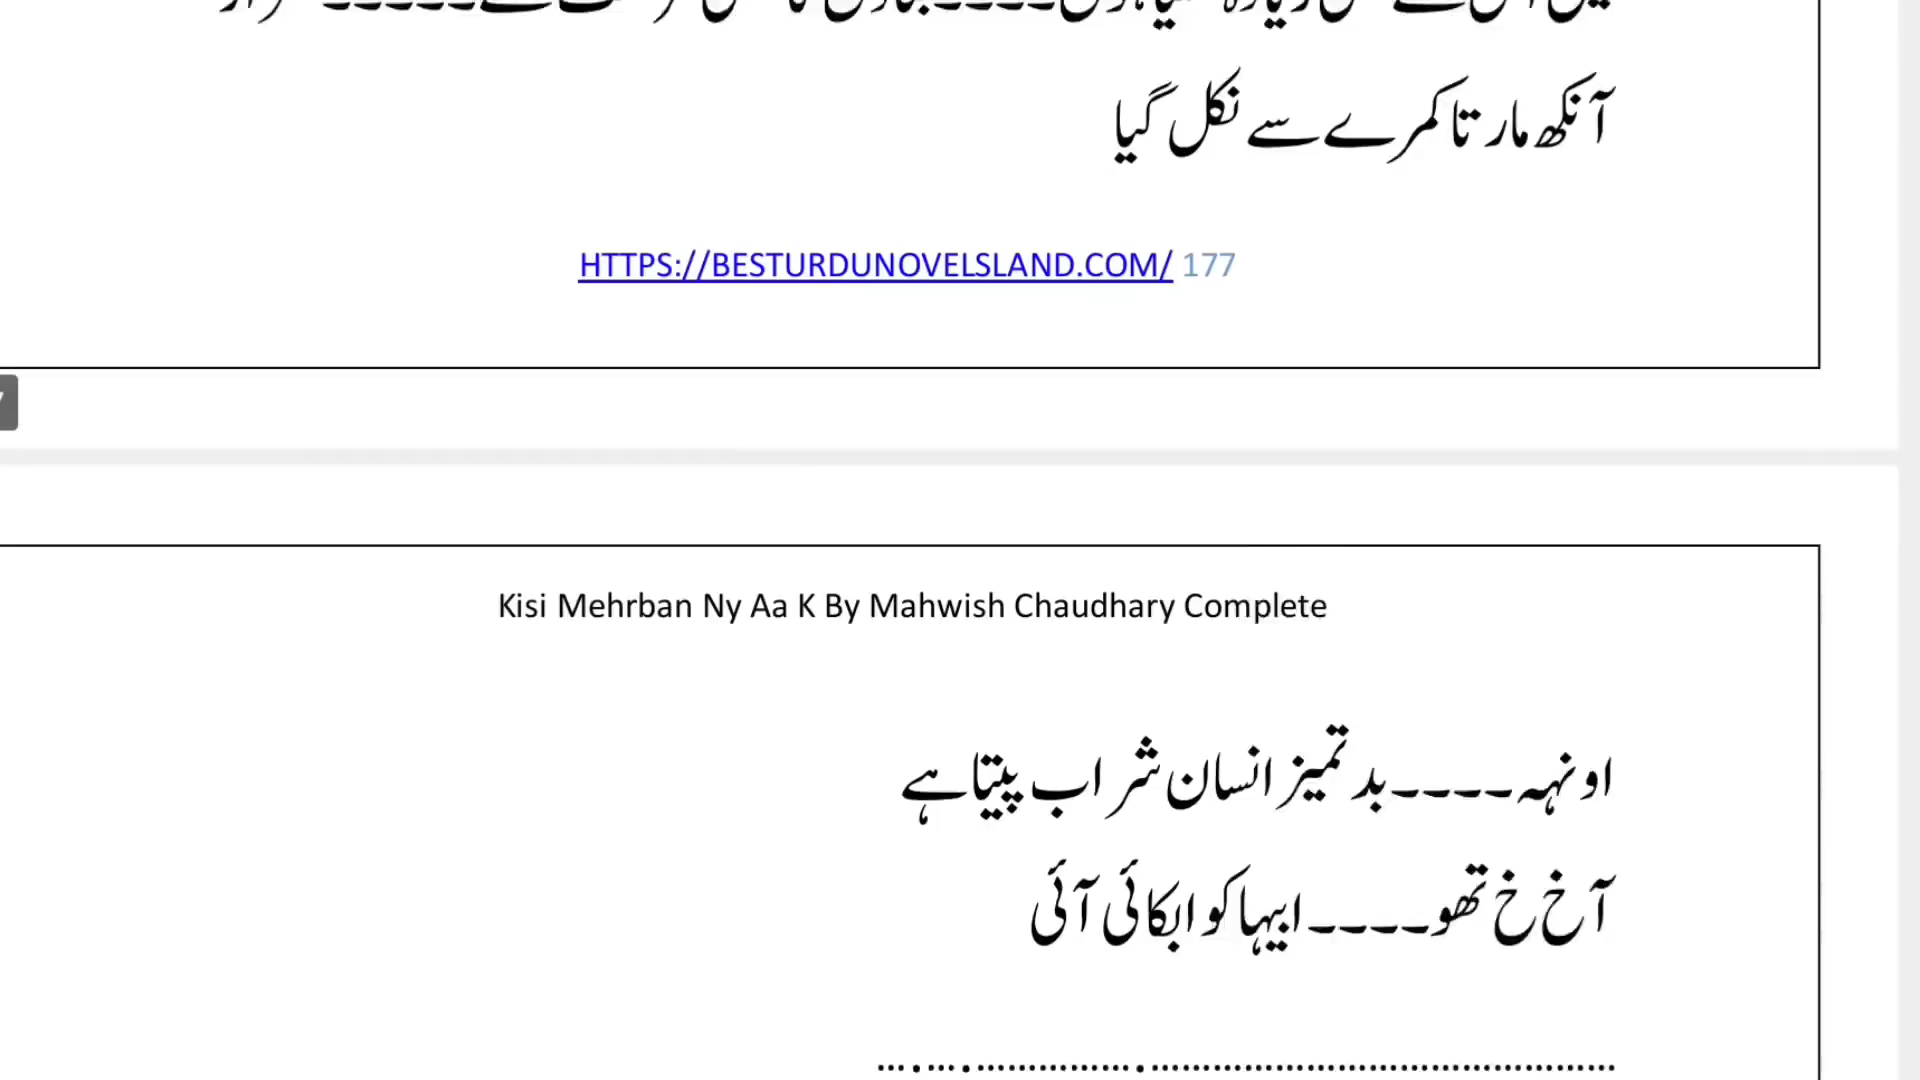 آنکھ مارتا کمرے سے نکل گیا
HTTPS://BESTURDUNOVELSLAND.COM/ 177
Kisi Mehrban Ny Aa K By Mahwish Chaudhary Complete
اونہہ۔۔۔۔بدتمیز انسان شراب پیتا ہے
آخ خ تھو۔۔۔۔ابیہا کو ابکائی آئی